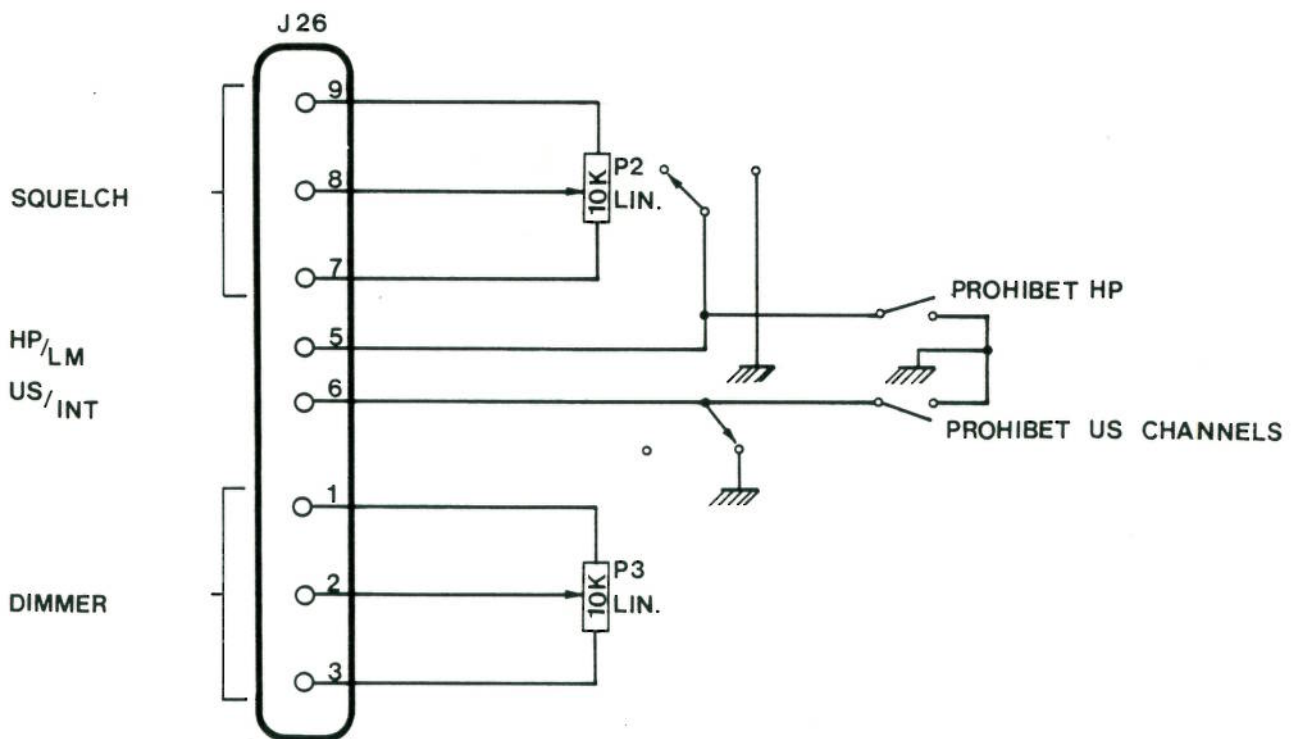 J26
9
SQUELCH
8
7
10K
P2
LIN.
PROHIBET HP
HP/LM
5
US/INT
6
PROHIBET US CHANNELS
1
DIMMER
2
3
10K
P3
LIN.